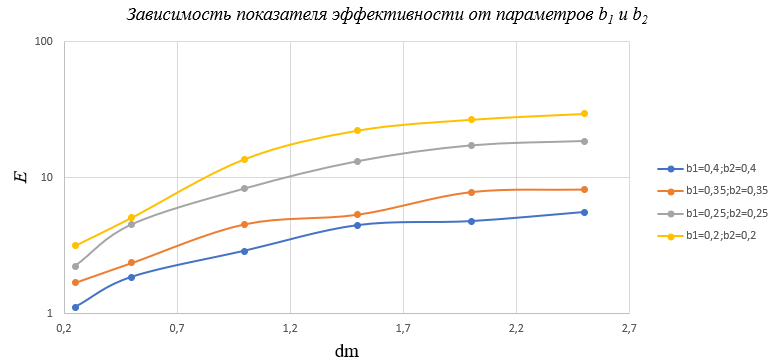 Зависимость показателя эффективности от параметров b1 и b2
100
10
1
E
0,2 0,7 1,2 1,7 2,2 2,7
dm
b1=0,4;b2=0,4
b1=0,35;b2=0,35
b1=0,25;b2=0,25
b1=0,2;b2=0,2